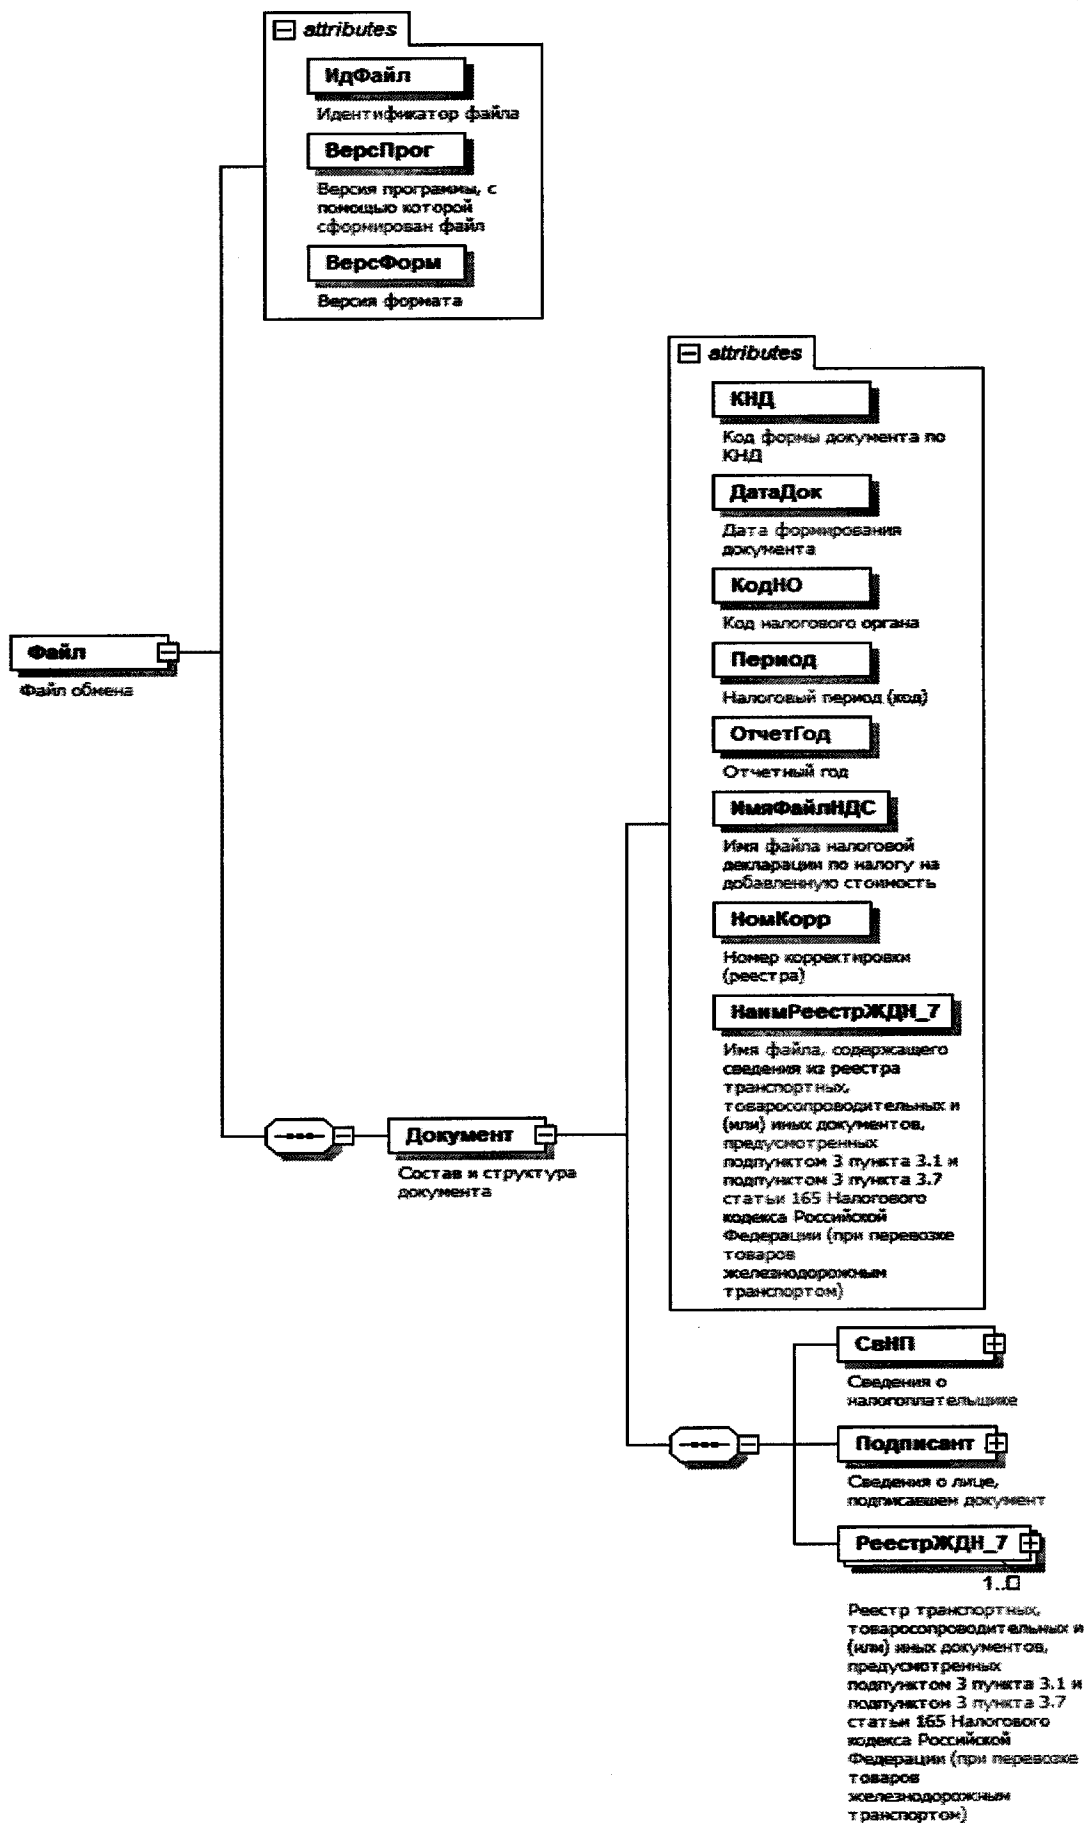 attributes
ИдФайл
Идентификатор файла
ВерсПрог
Версия программы, с
помощью которой
сформирован файл
ВерсФорм
Версия формата
attributes
КНД
Код формы документа по
КНД
ДатаДок
Дата формирования
документа
КодНО
Код налогового органа
Период
Налоговый период (код)
ОтчетГод
Отчетный год
ИмяФайлНДС
Имя файла налоговой
декларации по налогу на
добавленную стоимость
НомКорр
Номер корректировки
(реестра)
НаимРеестрЖДН_7
Имя файла, содержащего
сведения из реестра
транспортных,
товаросопроводительных и
(или) иных документов,
предусмотренных
подпунктом 3 пункта 3.1 и
подпунктом 3 пункта 3.7
статьи 165 Налогового
кодекса Российской
Федерации (при перевозке
товаров
железнодорожным
транспортом)
Файл
Файл обмена
Документ
Состав и структура
документа
СвНП
Сведения о
налогоплательщике
Подписант
Сведения о лице,
подписавшем документ
РеестрЖДН_7
1..□
Реестр транспортных,
товаросопроводительных и
(или) иных документов,
предусмотренных
подпунктом 3 пункта 3.1 и
подпунктом 3 пункта 3.7
статьи 165 Налогового
кодекса Российской
Федерации (при перевозке
товаров
железнодорожным
транспортом)